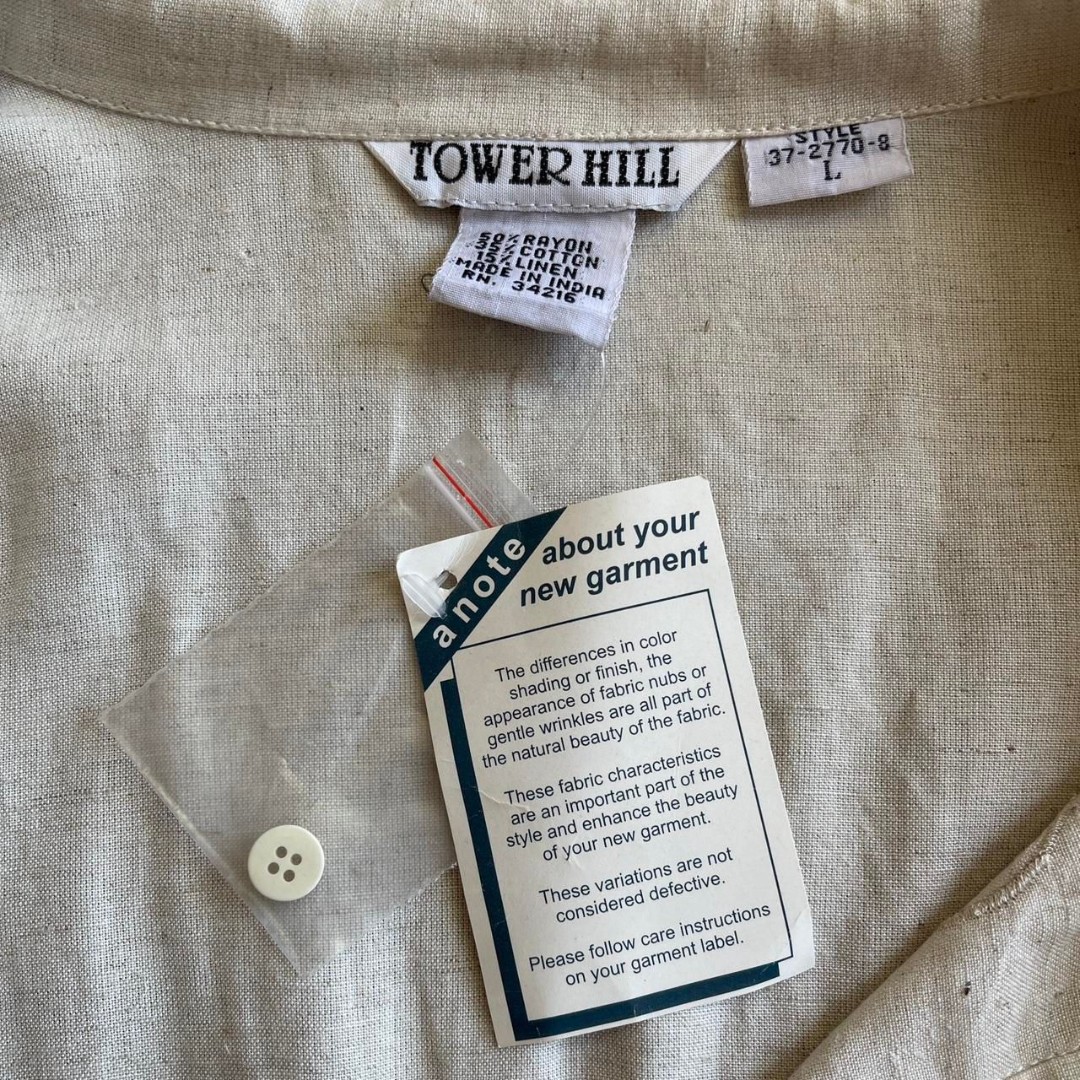 TOWER HILL
STYLE
37-2770-8
L
50% RAYON
35% COTTON
15% LINEN
MADE IN INDIA
RN. 34216
a note
about your
new garment
The differences in color
shading or finish, the
appearance of fabric nubs or
gentle wrinkles are all part of
the natural beauty of the fabric.
These fabric characteristics
are an important part of the
style and enhance the beauty
of your new garment.
These variations are not
considered defective.
Please follow care instructions
on your garment label.